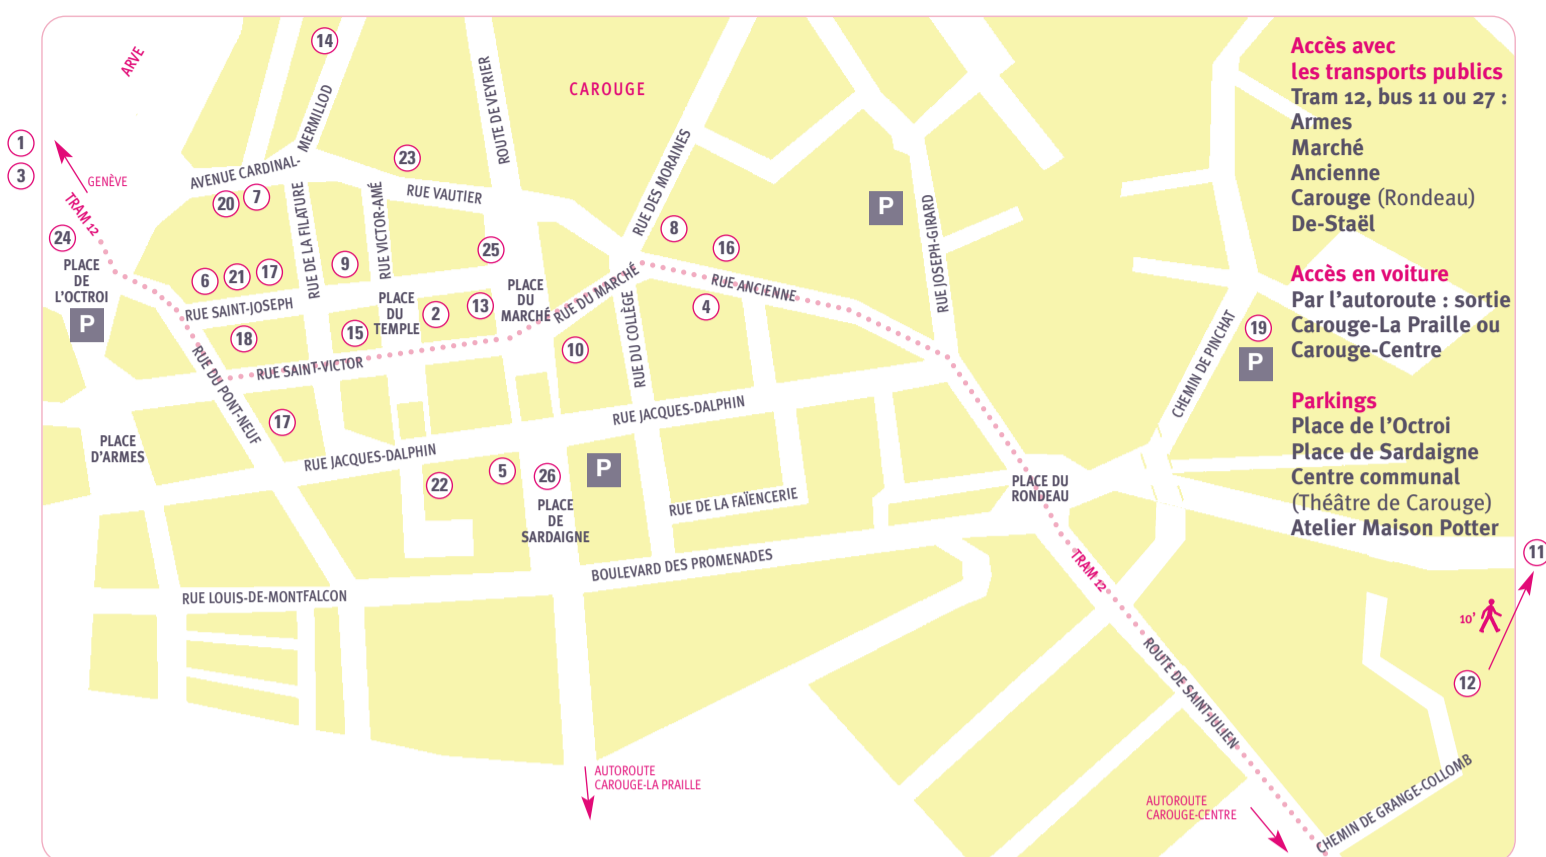 ARVE
14
CAROUGE
1
3
GENÈVE
TRAM 12
24
PLACE
DE
L'OCTROI
P
AVENUE CARDINAL-MERMILLOD
20
7
23
RUE VAUTIER
ROUTE DE VEYRIER
RUE DE LA FILATURE
RUE VICTOR-AMÉ
6
21
17
9
25
RUE SAINT-JOSEPH
18
15
PLACE
DU
TEMPLE
2
13
PLACE
DU
MARCHÉ
RUE DU MARCHÉ
10
RUE SAINT-VICTOR
RUE DU PONT-NEUF
17
RUE DES MORAINES
8
16
RUE ANCIENNE
4
RUE DU COLLÈGE
P
RUE JOSEPH-GIRARD
CHEMIN DE PINCHAT
19
P
PLACE
D'ARMES
RUE JACQUES-DALPHIN
RUE JACQUES-DALPHIN
22
5
26
P
PLACE
DE
SARDAIGNE
RUE DE LA FAÏENCERIE
PLACE DU
RONDEAU
BOULEVARD DES PROMENADES
RUE LOUIS-DE-MONTFALCON
TRAM 12
ROUTE DE SAINT-JULIEN
AUTOROUTE
CAROUGE-LA PRAILLE
AUTOROUTE
CAROUGE-CENTRE
CHEMIN DE GRANGE-COLLOMB
11
10'
12
Accès avec
les transports publics
Tram 12, bus 11 ou 27 :
Armes
Marché
Ancienne
Carouge (Rondeau)
De-Staël
Accès en voiture
Par l'autoroute : sortie
Carouge-La Praille ou
Carouge-Centre
Parkings
Place de l'Octroi
Place de Sardaigne
Centre communal
(Théâtre de Carouge)
Atelier Maison Potter